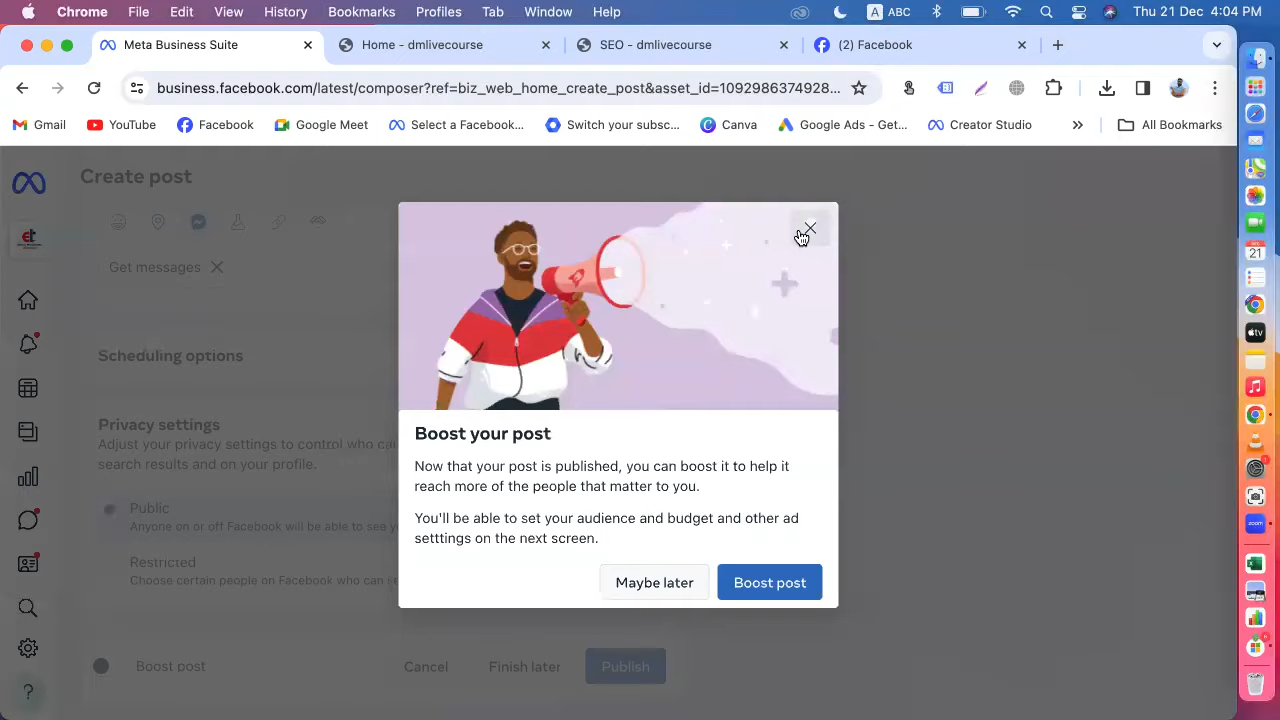 Chrome File Edit View History Bookmarks Profiles Tab Window Help A ABC Thu 21 Dec 4:04 PM
Meta Business Suite Home - dmlivecourse SEO - dmlivecourse (2) Facebook
business.facebook.com/latest/composer?ref=biz_web_home_create_post&asset_id=1092986374928...
Gmail YouTube Facebook Google Meet Select a Facebook... Switch your subsc... Canva Google Ads - Get... Creator Studio All Bookmarks
Create post
Get messages
Scheduling options
Privacy settings
Adjust your privacy settings to control who can
search results and on your profile.
Public
Anyone on or off Facebook will be able to see yo
Restricted
Choose certain people on Facebook who can
Boost your post
Now that your post is published, you can boost it to help it
reach more of the people that matter to you.
You'll be able to set your audience and budget and other ad
setttings on the next screen.
Maybe later Boost post
Boost post Cancel Finish later Publish
21
tv
zoom